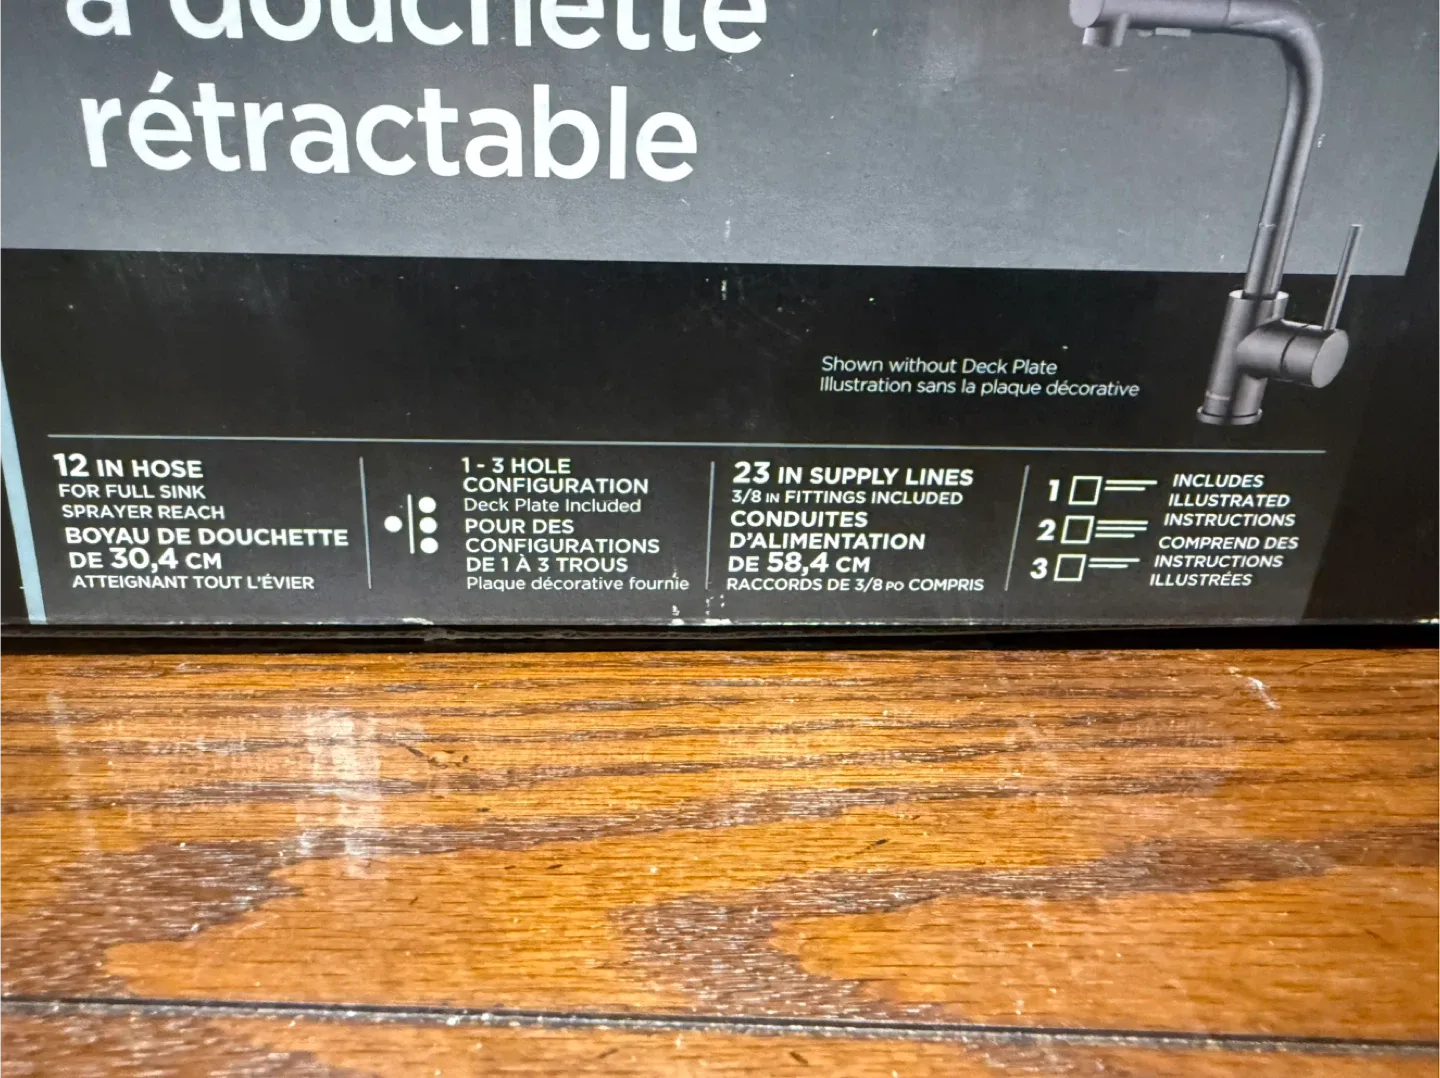 à douchette
rétractable
Shown without Deck Plate
Illustration sans la plaque décorative
12 IN HOSE
FOR FULL SINK
SPRAYER REACH
BOYAU DE DOUCHETTE
DE 30,4 CM
ATTEIGNANT TOUT L'ÉVIER
1 - 3 HOLE
CONFIGURATION
Deck Plate Included
POUR DES
CONFIGURATIONS
DE 1 À 3 TROUS
Plaque décorative fournie
23 IN SUPPLY LINES
3/8 IN FITTINGS INCLUDED
CONDUITES
D'ALIMENTATION
DE 58,4 CM
RACCORDS DE 3/8 PO COMPRIS
1
2
3
INCLUDES
ILLUSTRATED
INSTRUCTIONS
COMPREND DES
INSTRUCTIONS
ILLUSTRÉES